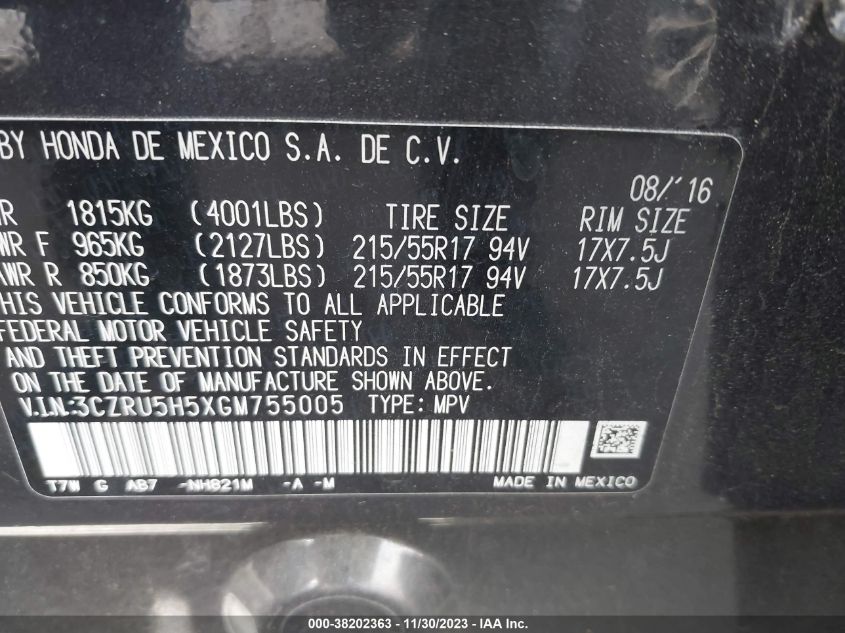 BY HONDA DE MEXICO S.A. DE C.V.
08/'16
R 1815KG (4001LBS) TIRE SIZE RIM SIZE
WR F 965KG (2127LBS) 215/55R17 94V 17X7.5J
AWR R 850KG (1873LBS) 215/55R17 94V 17X7.5J
THIS VEHICLE CONFORMS TO ALL APPLICABLE
FEDERAL MOTOR VEHICLE SAFETY
AND THEFT PREVENTION STANDARDS IN EFFECT
ON THE DATE OF MANUFACTURE SHOWN ABOVE.
V.I.N.:3CZRU5H5XGM755005 TYPE: MPV
T7W G AB7 -NH821M -A -M MADE IN MEXICO
000-38202363 - 11/30/2023 - IAA Inc.